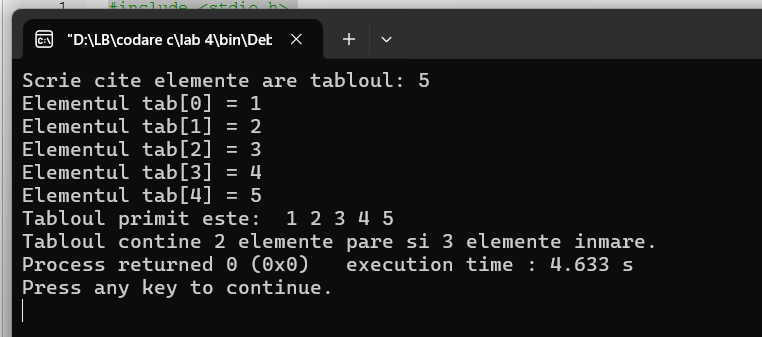 1 #include <stdio.h>
"D:\LB\codare c\lab 4\bin\Det
Scrie cite elemente are tabloul: 5
Elementul tab[0] = 1
Elementul tab[1] = 2
Elementul tab[2] = 3
Elementul tab[3] = 4
Elementul tab[4] = 5
Tabloul primit este:  1 2 3 4 5
Tabloul contine 2 elemente pare si 3 elemente inmare.
Process returned 0 (0x0)   execution time : 4.633 s
Press any key to continue.